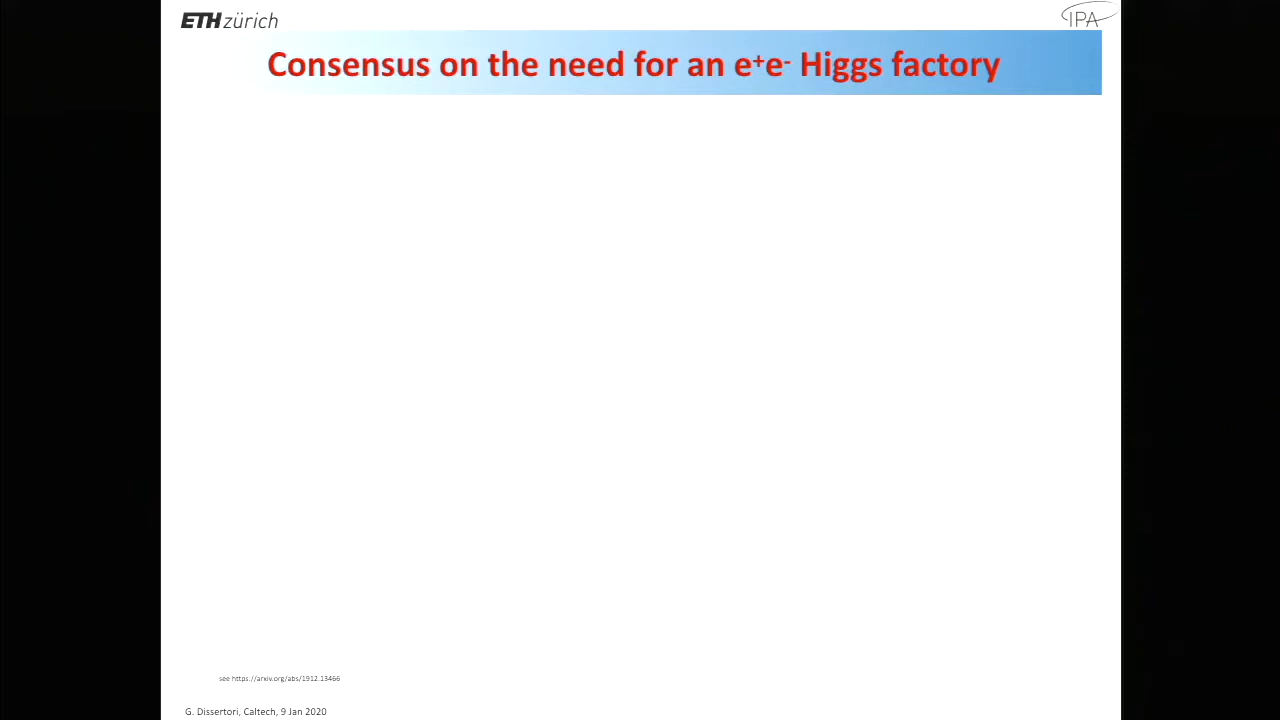 ETH zürich
IPA
Consensus on the need for an e⁺e⁻ Higgs factory
see https://arxiv.org/abs/1912.13466
G. Dissertori, Caltech, 9 Jan 2020